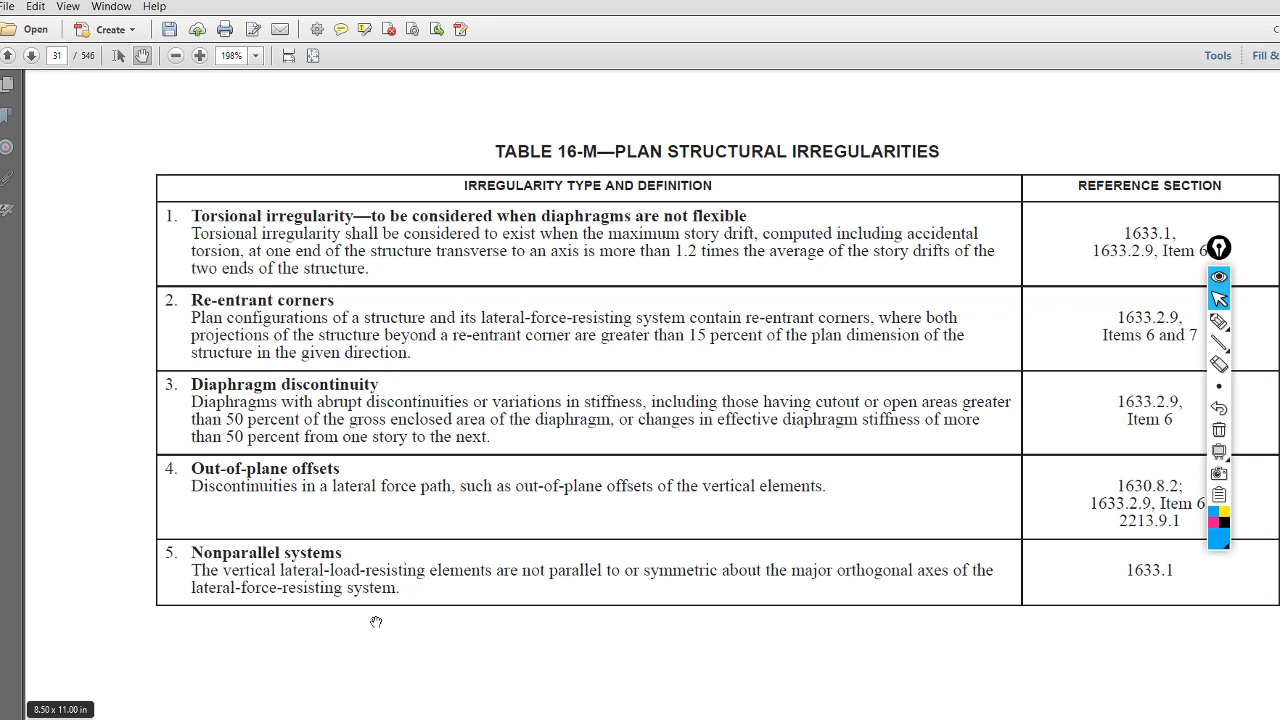 File Edit View Window Help
Open Create
31 / 546 198% Tools Fill &
TABLE 16-M—PLAN STRUCTURAL IRREGULARITIES
IRREGULARITY TYPE AND DEFINITION REFERENCE SECTION
1. Torsional irregularity—to be considered when diaphragms are not flexible
Torsional irregularity shall be considered to exist when the maximum story drift, computed including accidental
torsion, at one end of the structure transverse to an axis is more than 1.2 times the average of the story drifts of the
two ends of the structure.
1633.1,
1633.2.9, Item 6
2. Re-entrant corners
Plan configurations of a structure and its lateral-force-resisting system contain re-entrant corners, where both
projections of the structure beyond a re-entrant corner are greater than 15 percent of the plan dimension of the
structure in the given direction.
1633.2.9,
Items 6 and 7
3. Diaphragm discontinuity
Diaphragms with abrupt discontinuities or variations in stiffness, including those having cutout or open areas greater
than 50 percent of the gross enclosed area of the diaphragm, or changes in effective diaphragm stiffness of more
than 50 percent from one story to the next.
1633.2.9,
Item 6
4. Out-of-plane offsets
Discontinuities in a lateral force path, such as out-of-plane offsets of the vertical elements.
1630.8.2;
1633.2.9, Item 6
2213.9.1
5. Nonparallel systems
The vertical lateral-load-resisting elements are not parallel to or symmetric about the major orthogonal axes of the
lateral-force-resisting system.
1633.1
8.50 x 11.00 in